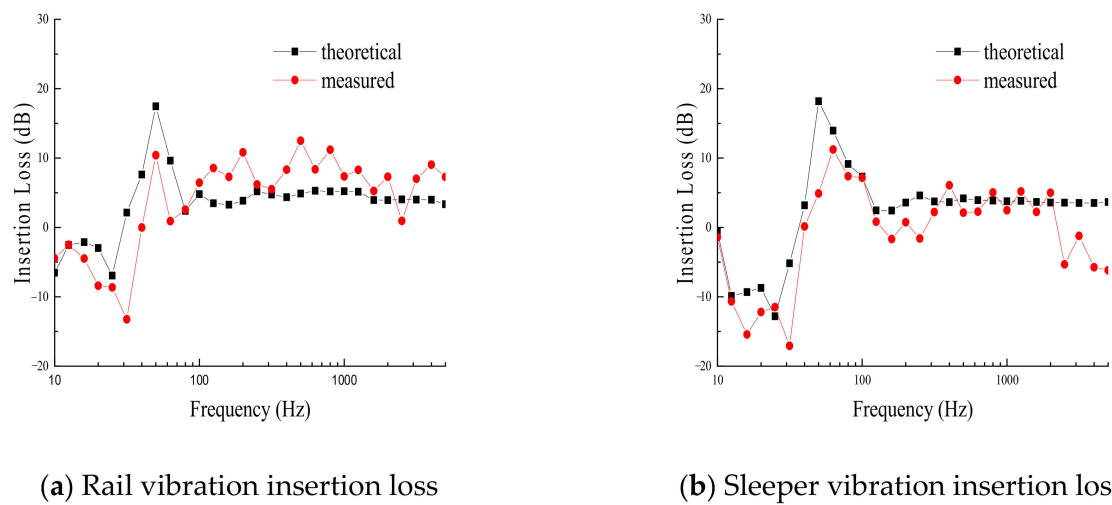 30
20
10
0
−10
−20
Insertion Loss (dB)
theoretical
measured
10
100
1000
Frequency (Hz)
(a) Rail vibration insertion loss
30
20
10
0
−10
−20
Insertion Loss (dB)
theoretical
measured
10
100
1000
Frequency (Hz)
(b) Sleeper vibration insertion los